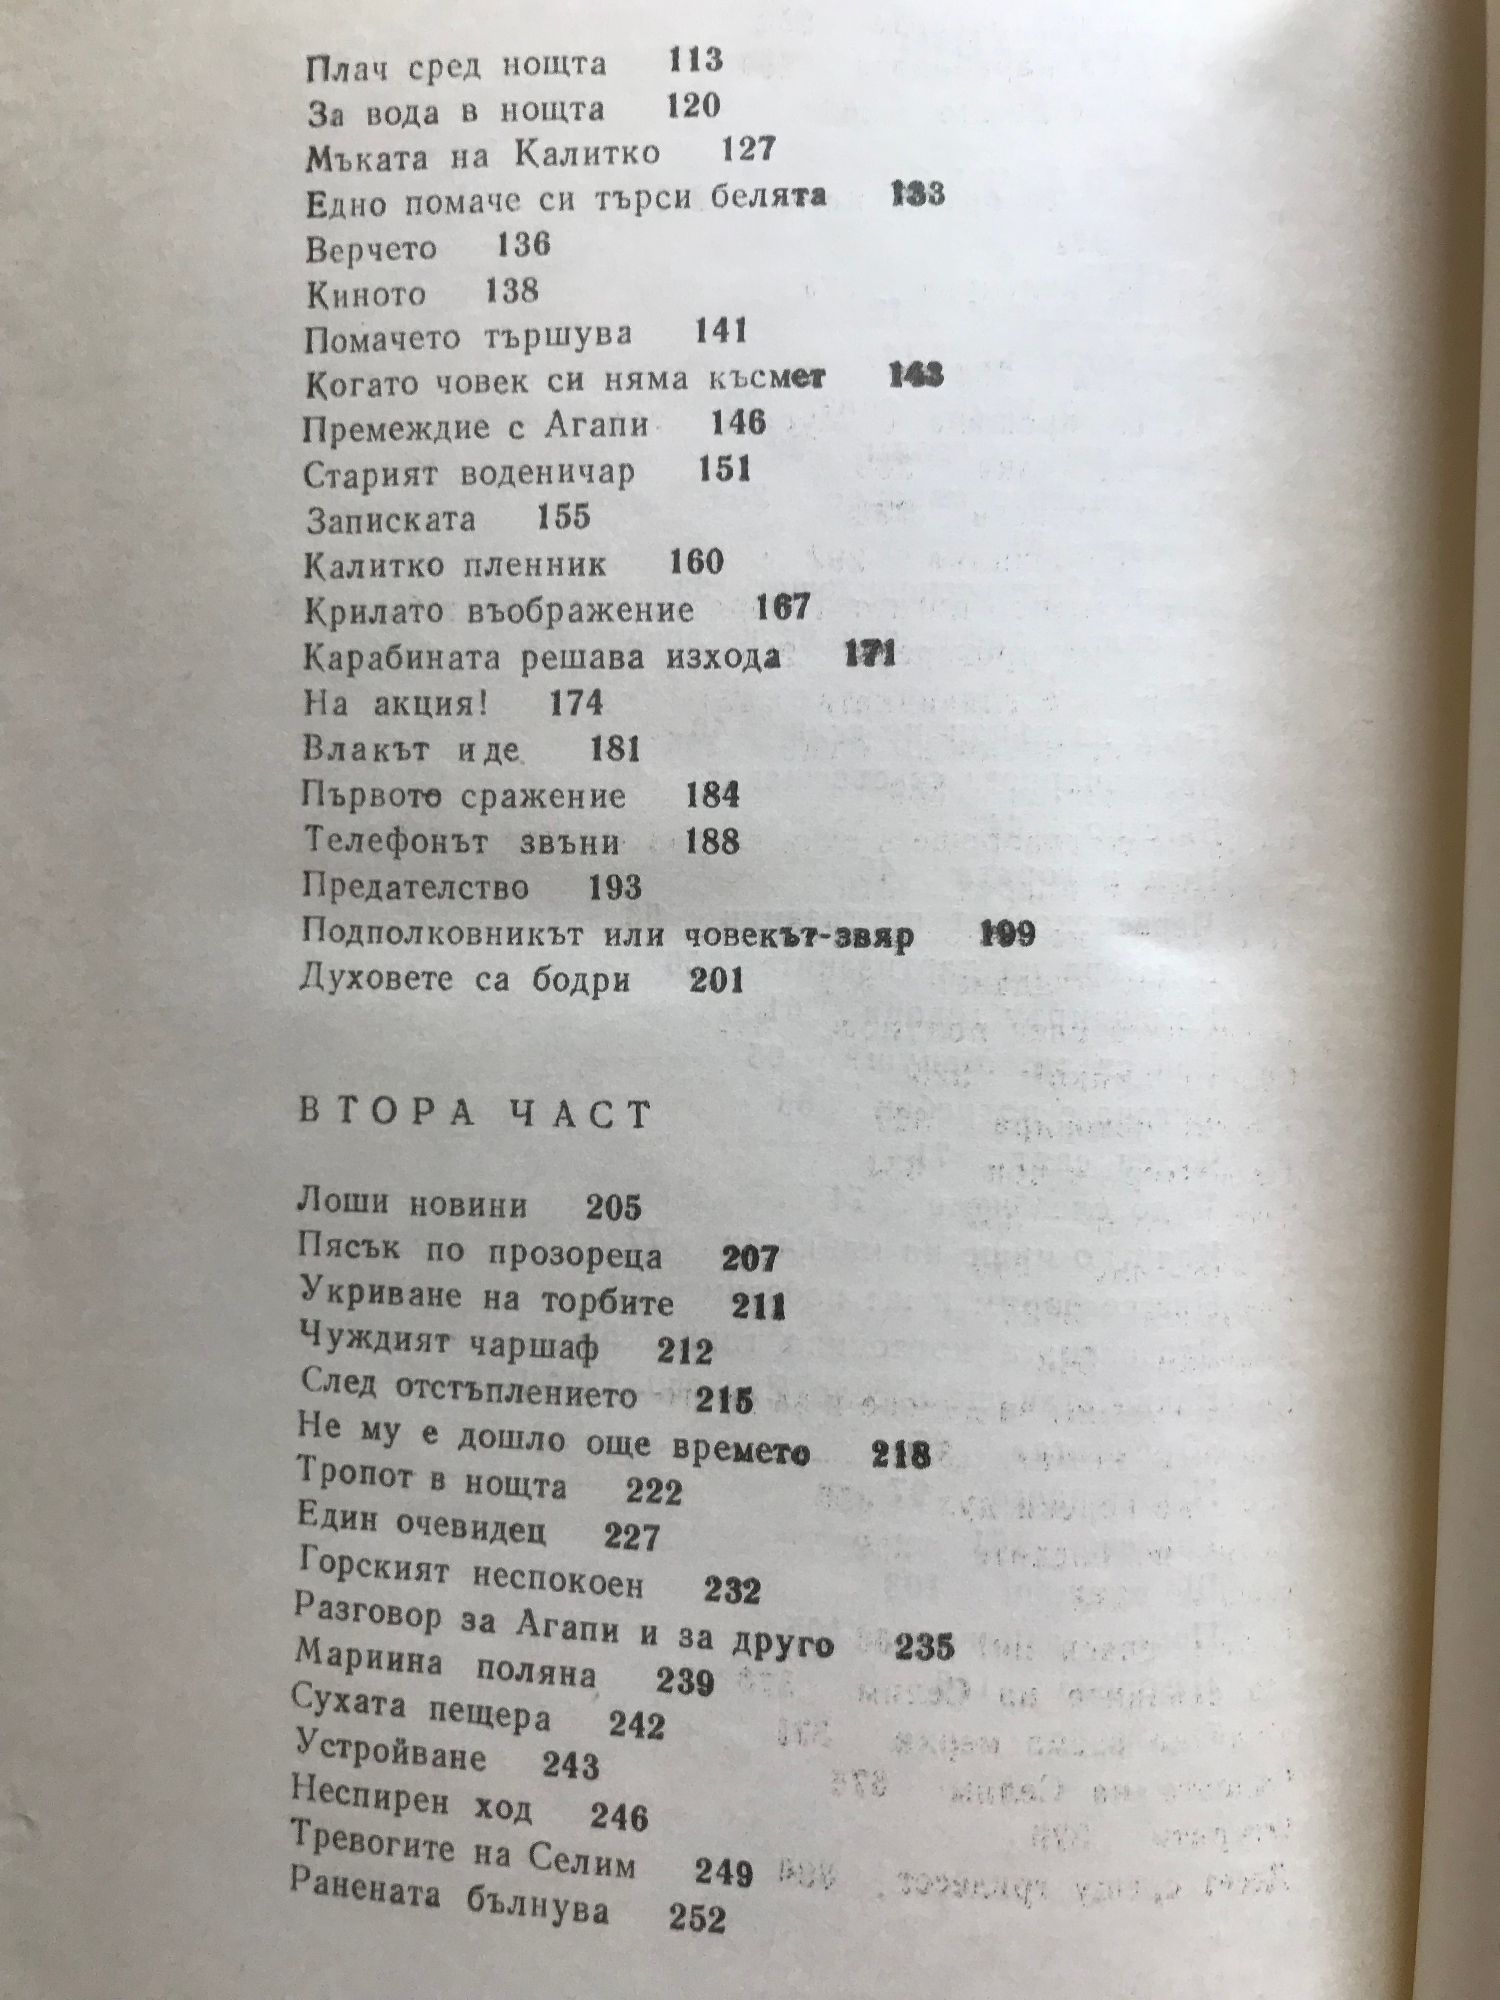 Плач сред нощта 113
За вода в нощта 120
Мъката на Калитко 127
Едно помаче си търси белята 133
Верчето 136
Киното 138
Помачето тършува 141
Когато човек си няма късмет 143
Премеждие с Агапи 146
Старият воденичар 151
Записката 155
Калитко пленник 160
Крилато въображение 167
Карабината решава изхода 171
На акция! 174
Влакът иде 181
Първото сражение 184
Телефонът звъни 188
Предателство 193
Подполковникът или човекът-звяр 199
Духовете са бодри 201
ВТОРА ЧАСТ
Лоши новини 205
Пясък по прозореца 207
Укриване на торбите 211
Чуждият чаршаф 212
След отстъплението 215
Не му е дошло още времето 218
Тропот в нощта 222
Един очевидец 227
Горският неспокоен 232
Разговор за Агапи и за друго 235
Мариина поляна 239
Сухата пещера 242
Устройване 243
Неспирен ход 246
Тревогите на Селим 249
Ранената бълнува 252